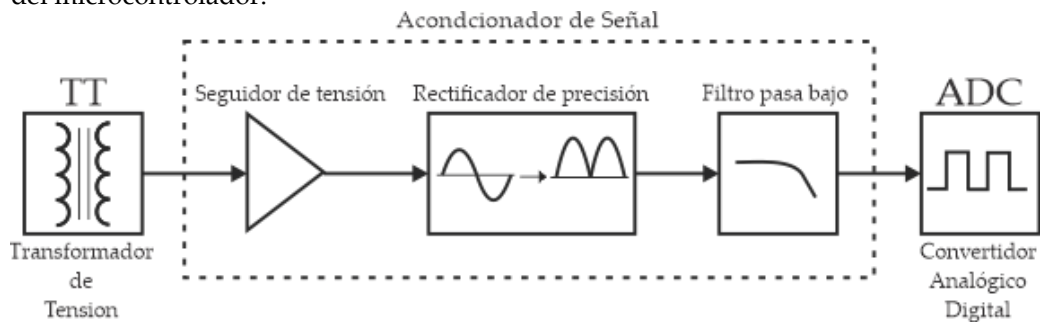 del microcontrolador.
Acondcionador de Señal
TT
Seguidor de tensión
Rectificador de precisión
Filtro pasa bajo
ADC
Transformador
de
Tension
Convertidor
Analógico
Digital